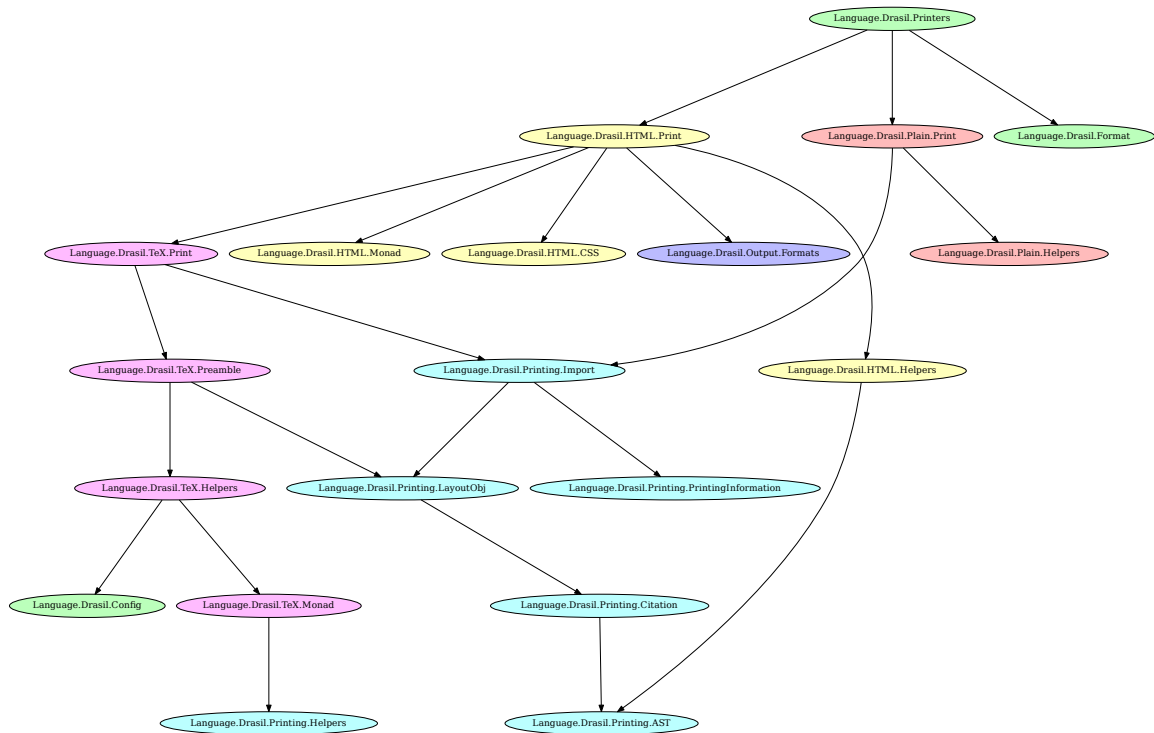 Language.Drasil.Printers
Language.Drasil.HTML.Print
Language.Drasil.Plain.Print
Language.Drasil.Format
Language.Drasil.TeX.Print
Language.Drasil.HTML.Monad
Language.Drasil.HTML.CSS
Language.Drasil.Output.Formats
Language.Drasil.Plain.Helpers
Language.Drasil.TeX.Preamble
Language.Drasil.Printing.Import
Language.Drasil.HTML.Helpers
Language.Drasil.TeX.Helpers
Language.Drasil.Printing.LayoutObj
Language.Drasil.Printing.PrintingInformation
Language.Drasil.Config
Language.Drasil.TeX.Monad
Language.Drasil.Printing.Citation
Language.Drasil.Printing.Helpers
Language.Drasil.Printing.AST